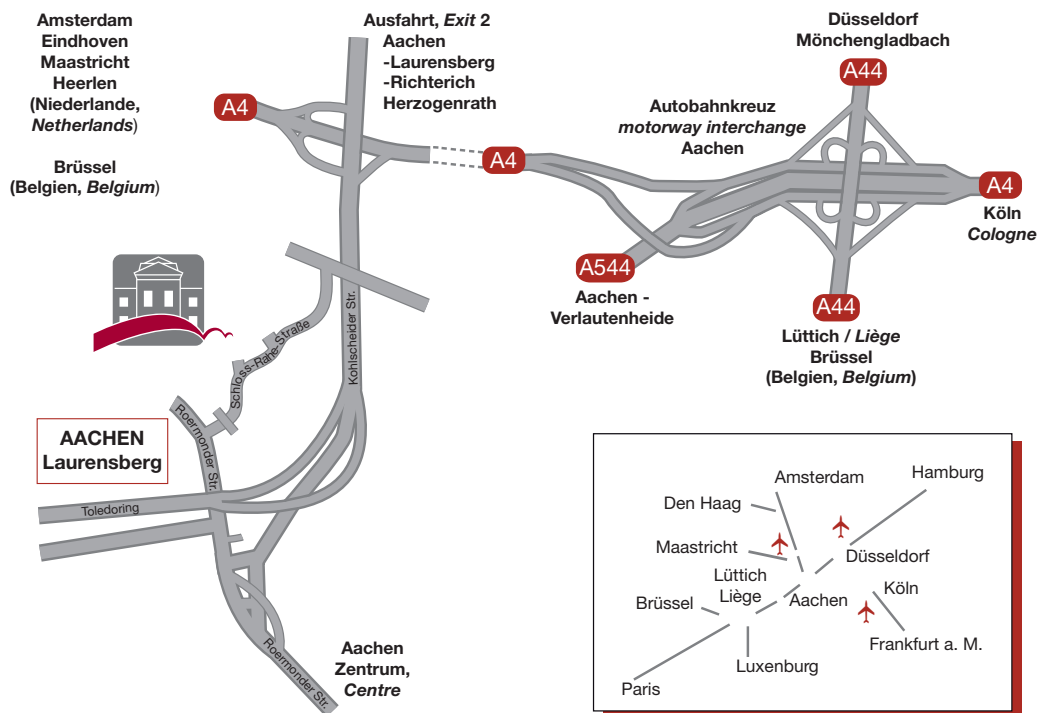 Amsterdam
Eindhoven
Maastricht
Heerlen
(Niederlande,
Netherlands)
Brüssel
(Belgien, Belgium)
A4
Ausfahrt, Exit 2
Aachen
-Laurensberg
-Richterich
Herzogenrath
A4
Autobahnkreuz
motorway interchange
Aachen
Düsseldorf
Mönchengladbach
A44
A4
Köln
Cologne
A544
Aachen -
Verlautenheide
A44
Lüttich / Liège
Brüssel
(Belgien, Belgium)
Kohlscheider Str.
Schloss-Rahe-Straße
Roermonder Str.
AACHEN
Laurensberg
Toledoring
Roermonder Str.
Aachen
Zentrum,
Centre
Amsterdam
Hamburg
Den Haag
Maastricht
Düsseldorf
Lüttich
Liège
Aachen
Köln
Brüssel
Frankfurt a. M.
Luxenburg
Paris